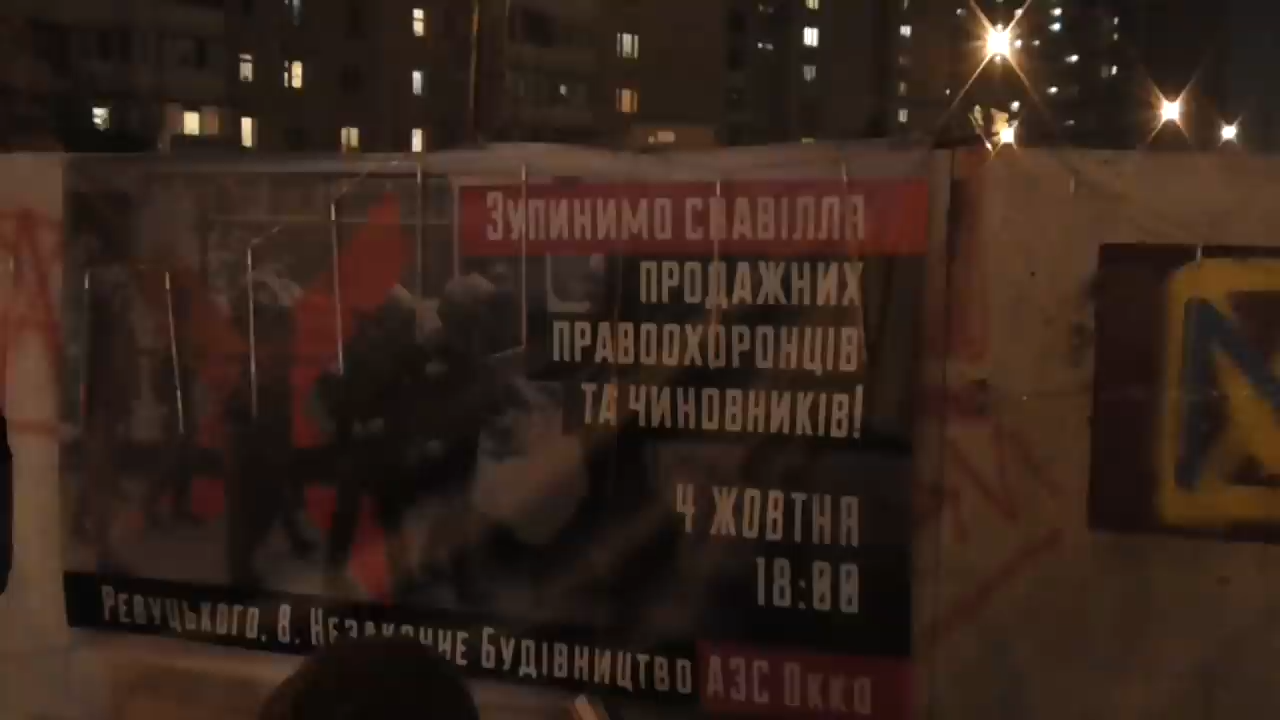 Зупинимо свавілля
продажних
правоохоронців
та чиновників!
4 жовтня
18:00
Ревуцького, 8. Незаконне Будівництво АЗС Окко